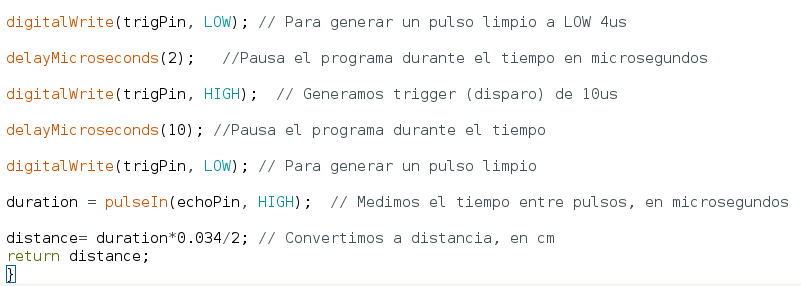 digitalWrite(trigPin, LOW); // Para generar un pulso limpio a LOW 4us
delayMicroseconds(2);   //Pausa el programa durante el tiempo en microsegundos
digitalWrite(trigPin, HIGH);  // Generamos trigger (disparo) de 10us
delayMicroseconds(10); //Pausa el programa durante el tiempo
digitalWrite(trigPin, LOW); // Para generar un pulso limpio
duration = pulseIn(echoPin, HIGH);  // Medimos el tiempo entre pulsos, en microsegundos
distance= duration*0.034/2; // Convertimos a distancia, en cm
return distance;
}